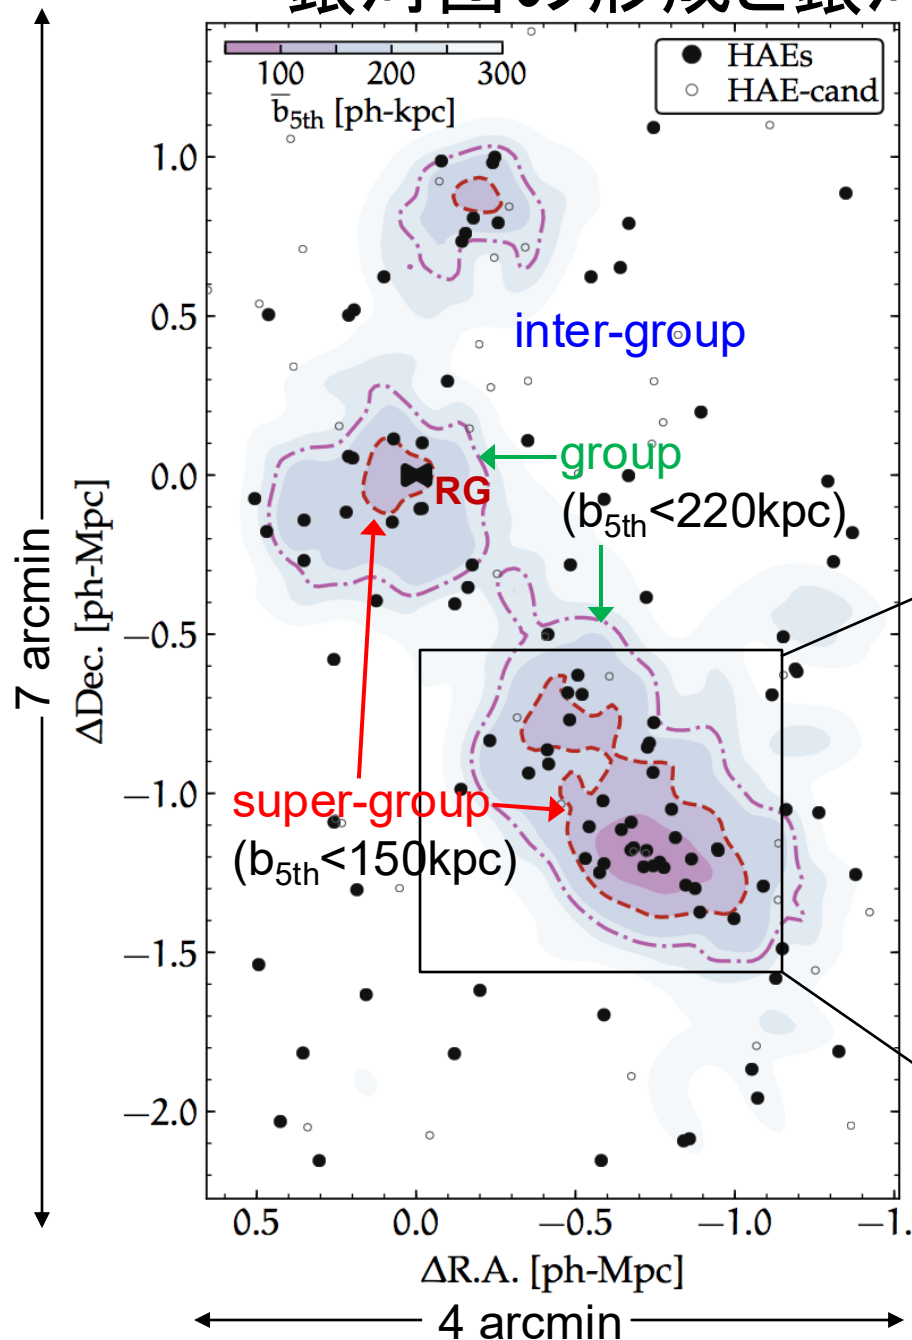 HAEs
HAE-cand
100 200 300
b̅5th [ph-kpc]
1.0
0.5
0.0
−0.5
−1.0
−1.5
−2.0
inter-group
group
(b5th<220kpc)
RG
super-group
(b5th<150kpc)
7 arcmin
ΔDec. [ph-Mpc]
0.5 0.0 −0.5 −1.0 −1.
ΔR.A. [ph-Mpc]
4 arcmin